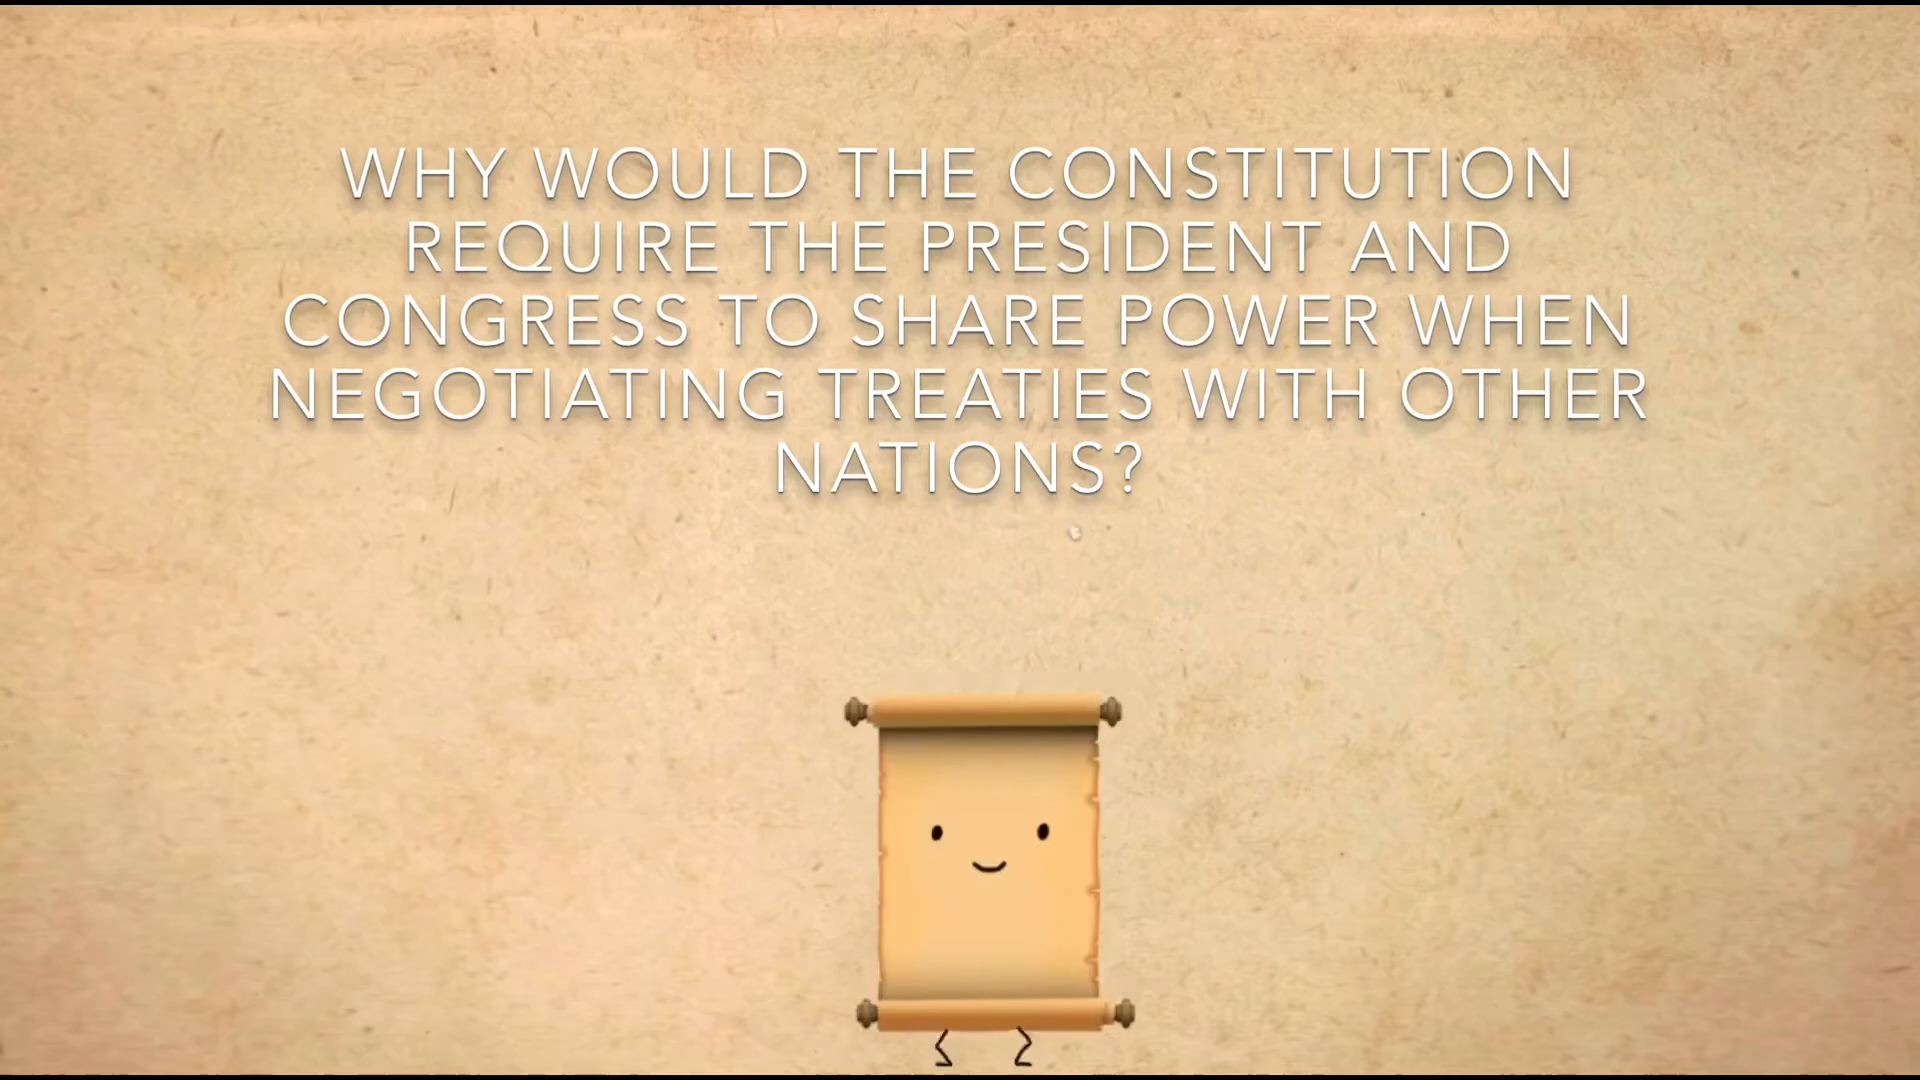 WHY WOULD THE CONSTITUTION
REQUIRE THE PRESIDENT AND
CONGRESS TO SHARE POWER WHEN
NEGOTIATING TREATIES WITH OTHER
NATIONS?